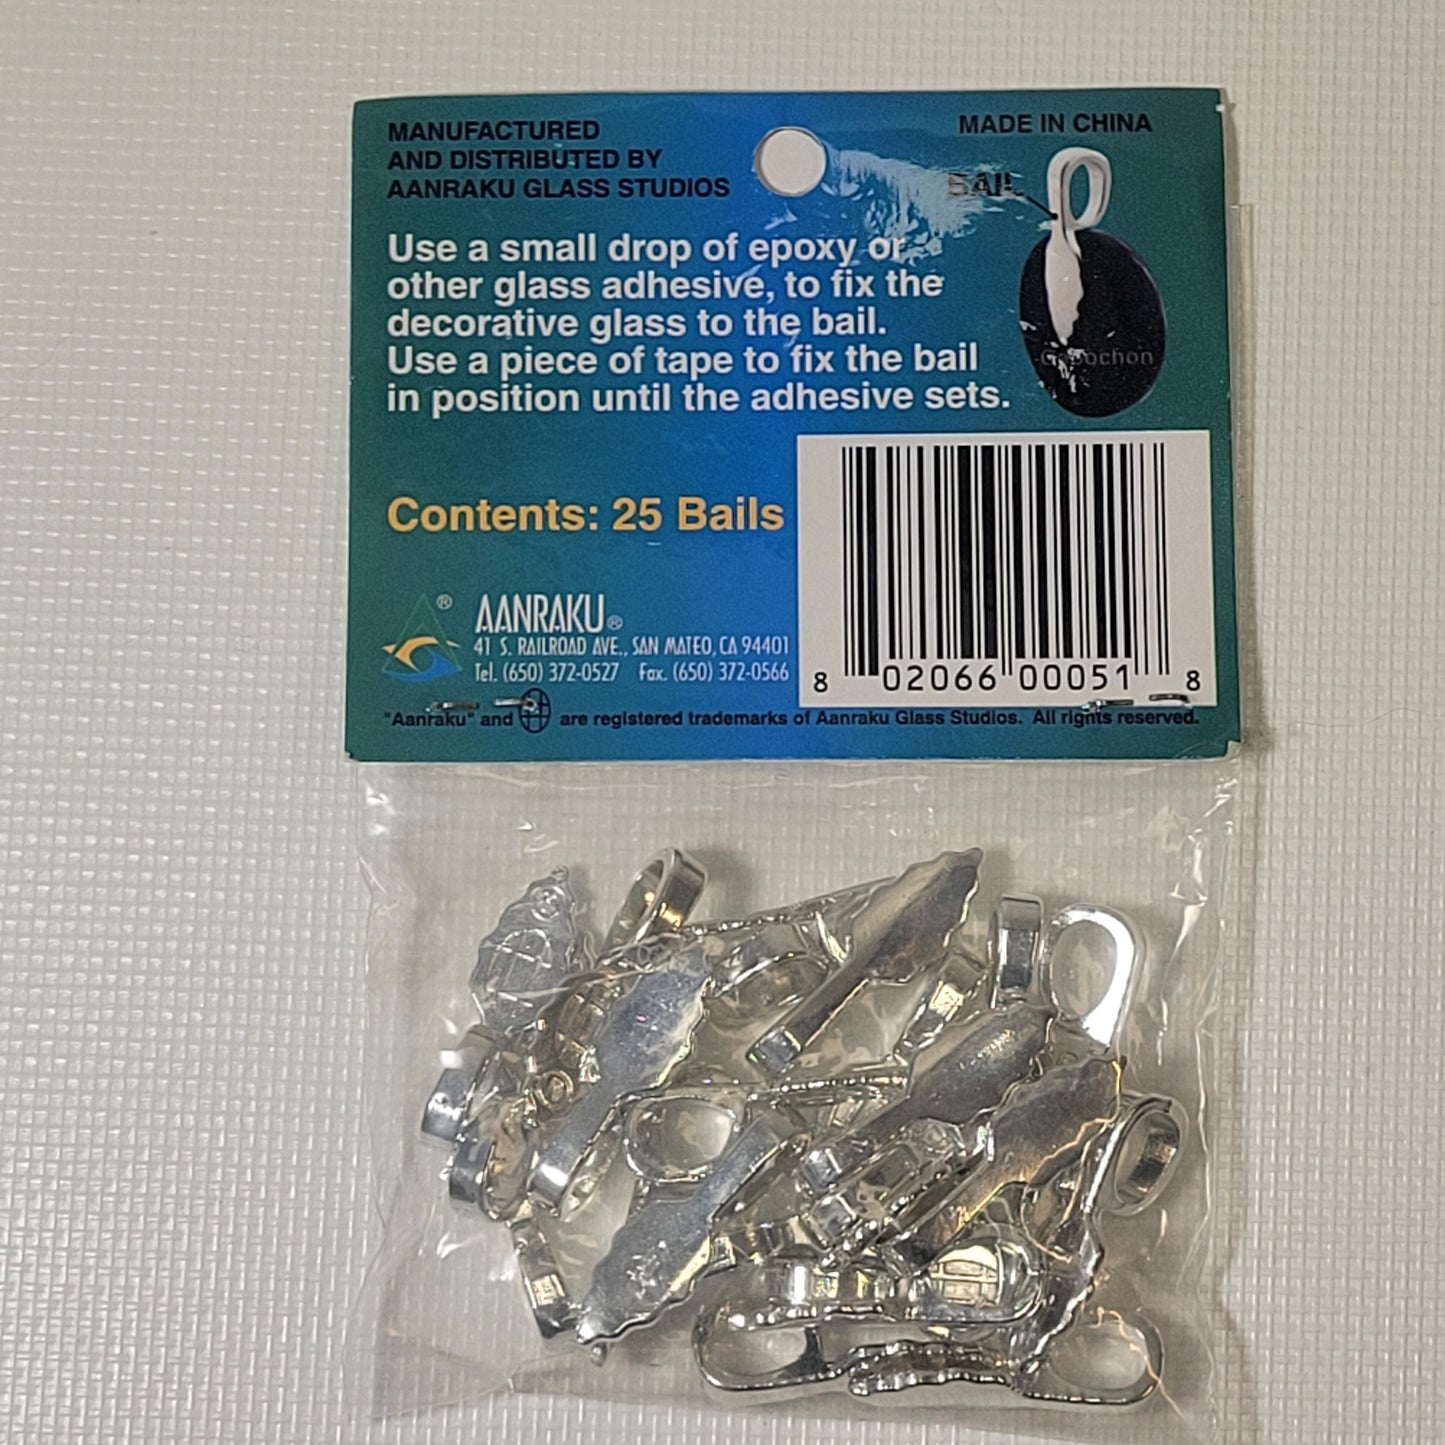 MANUFACTURED
AND DISTRIBUTED BY
AANRAKU GLASS STUDIOS
MADE IN CHINA
BAIL
Use a small drop of epoxy or
other glass adhesive, to fix the
decorative glass to the bail.
Use a piece of tape to fix the bail
in position until the adhesive sets.
Cabochon
Contents: 25 Bails
8 02066 00051 8
® AANRAKU®
41 S. RAILROAD AVE., SAN MATEO, CA 94401
Tel. (650) 372-0527 Fax. (650) 372-0566
"Aanraku" and are registered trademarks of Aanraku Glass Studios. All rights reserved.